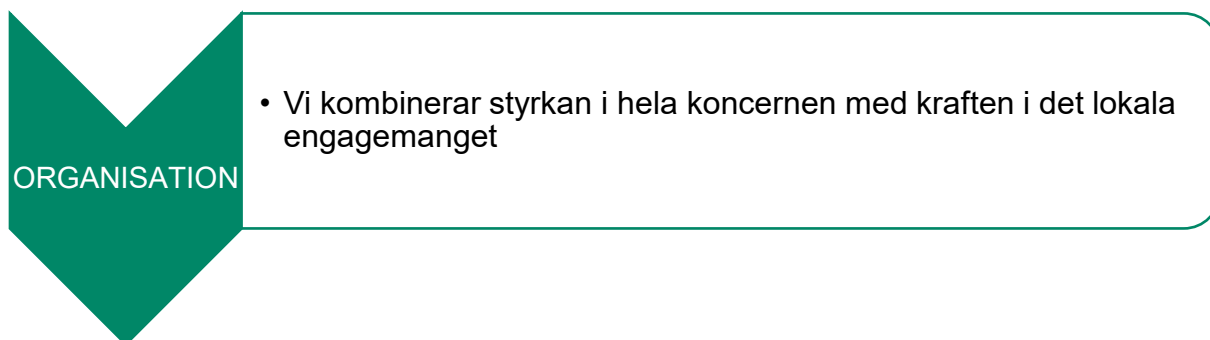 ORGANISATION
• Vi kombinerar styrkan i hela koncernen med kraften i det lokala
engagemanget